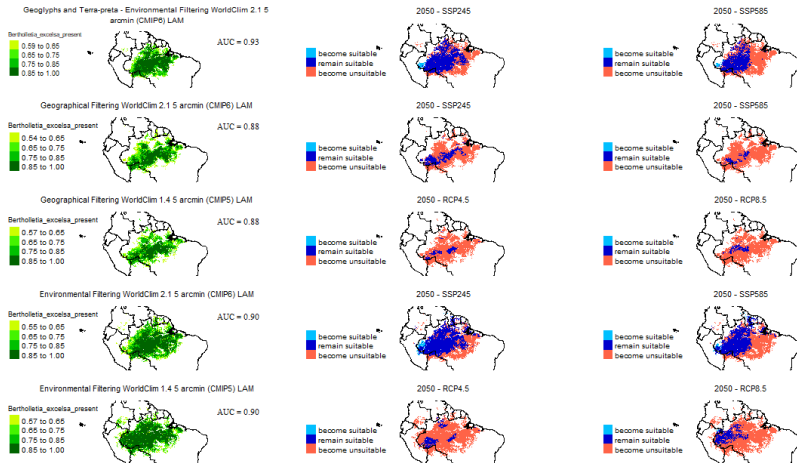 Geoglyphs and Terra-preta - Environmental Filtering WorldClim 2.1 5
arcmin (CMIP6) LAM
2050 - SSP245
2050 - SSP585
Bertholletia_excelsa_present
0.59 to 0.65
0.65 to 0.75
0.75 to 0.85
0.85 to 1.00
AUC = 0.93
become suitable
remain suitable
become unsuitable
become suitable
remain suitable
become unsuitable
Geographical Filtering WorldClim 2.1 5 arcmin (CMIP6) LAM
2050 - SSP245
2050 - SSP585
Bertholletia_excelsa_present
0.54 to 0.65
0.65 to 0.75
0.75 to 0.85
0.85 to 1.00
AUC = 0.88
become suitable
remain suitable
become unsuitable
become suitable
remain suitable
become unsuitable
Geographical Filtering WorldClim 1.4 5 arcmin (CMIP5) LAM
2050 - RCP4.5
2050 - RCP8.5
Bertholletia_excelsa_present
0.57 to 0.65
0.65 to 0.75
0.75 to 0.85
0.85 to 1.00
AUC = 0.88
become suitable
remain suitable
become unsuitable
become suitable
remain suitable
become unsuitable
Environmental Filtering WorldClim 2.1 5 arcmin (CMIP6) LAM
2050 - SSP245
2050 - SSP585
Bertholletia_excelsa_present
0.55 to 0.65
0.65 to 0.75
0.75 to 0.85
0.85 to 1.00
AUC = 0.90
become suitable
remain suitable
become unsuitable
become suitable
remain suitable
become unsuitable
Environmental Filtering WorldClim 1.4 5 arcmin (CMIP5) LAM
2050 - RCP4.5
2050 - RCP8.5
Bertholletia_excelsa_present
0.57 to 0.65
0.65 to 0.75
0.75 to 0.85
0.85 to 1.00
AUC = 0.90
become suitable
remain suitable
become unsuitable
become suitable
remain suitable
become unsuitable